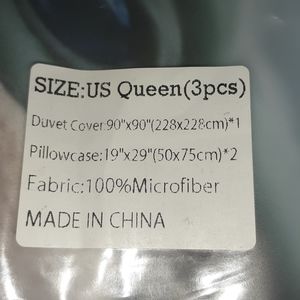 SIZE:US Queen(3pcs)
Duvet Cover:90"x90"(228x228cm)*1
Pillowcase:19"x29"(50x75cm)*2
Fabric:100%Microfiber
MADE IN CHINA